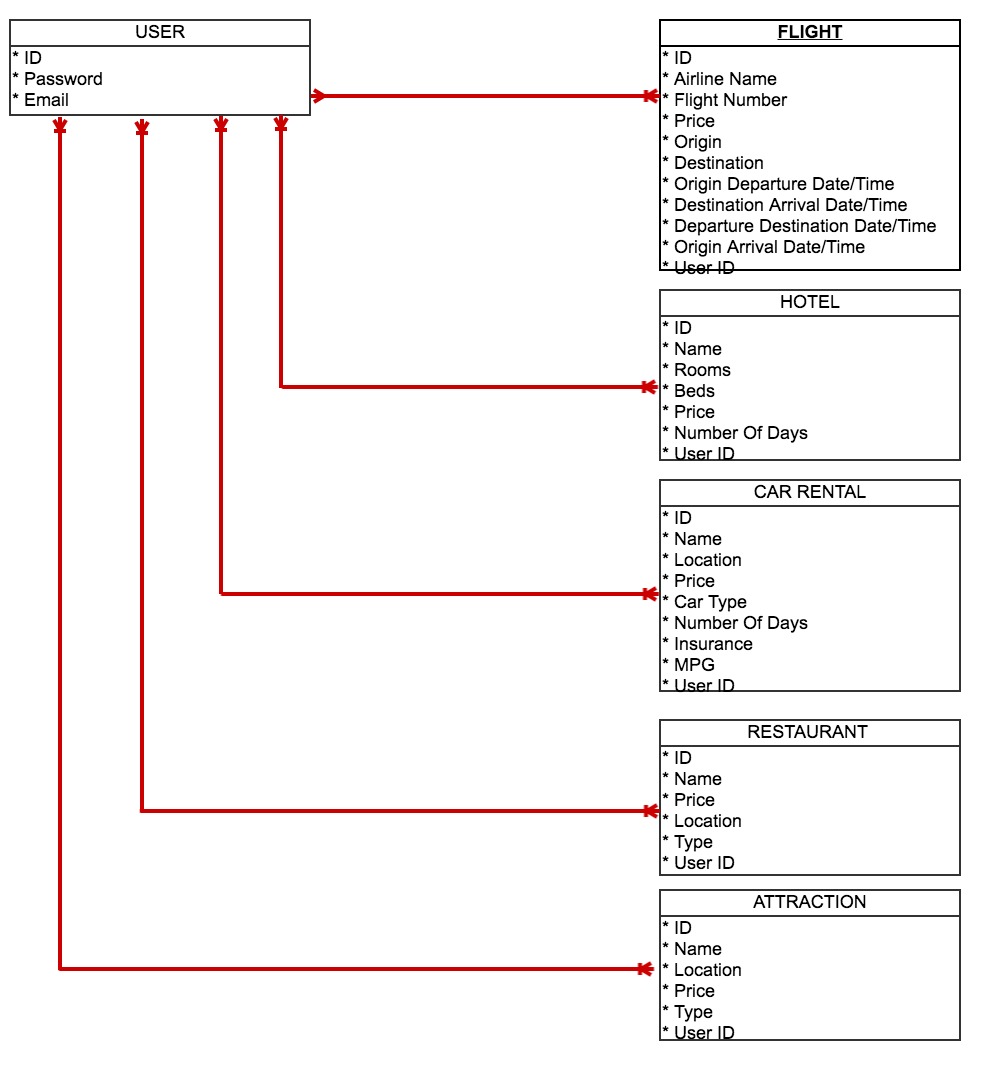 USER
* ID
* Password
* Email
FLIGHT
* ID
* Airline Name
* Flight Number
* Price
* Origin
* Destination
* Origin Departure Date/Time
* Destination Arrival Date/Time
* Departure Destination Date/Time
* Origin Arrival Date/Time
* User ID
HOTEL
* ID
* Name
* Rooms
* Beds
* Price
* Number Of Days
* User ID
CAR RENTAL
* ID
* Name
* Location
* Price
* Car Type
* Number Of Days
* Insurance
* MPG
* User ID
RESTAURANT
* ID
* Name
* Price
* Location
* Type
* User ID
ATTRACTION
* ID
* Name
* Location
* Price
* Type
* User ID